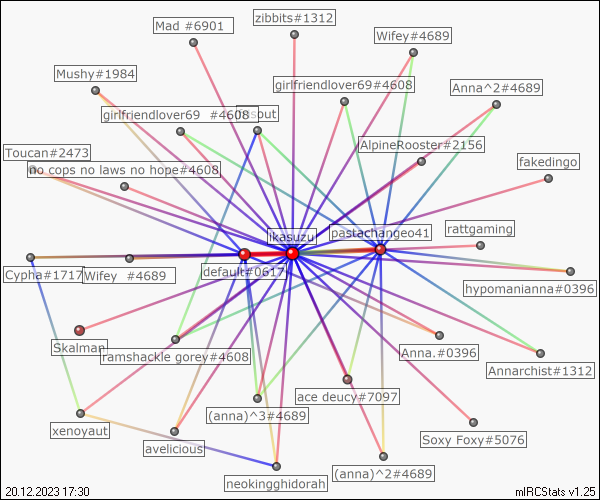 Mad #6901
zibbits#1312
Wifey#4689
Mushy#1984
girlfriendlover69#4608
Anna^2#4689
girlfriendlover69 #4608
Toucan#2473
AlpineRooster#2156
no cops no laws no hope#4608
fakedingo
ikasuzu
pastachangeo41
rattgaming
default#0617
Cypha#1717
Wifey #4689
hypomanianna#0396
Skalman
ramshackle gorey#4608
Anna.#0396
Annarchist#1312
ace deucy#7097
xenoyaut
(anna)^3#4689
avelicious
Soxy Foxy#5076
neokingghidorah
(anna)^2#4689
20.12.2023 17:30
mIRCStats v1.25